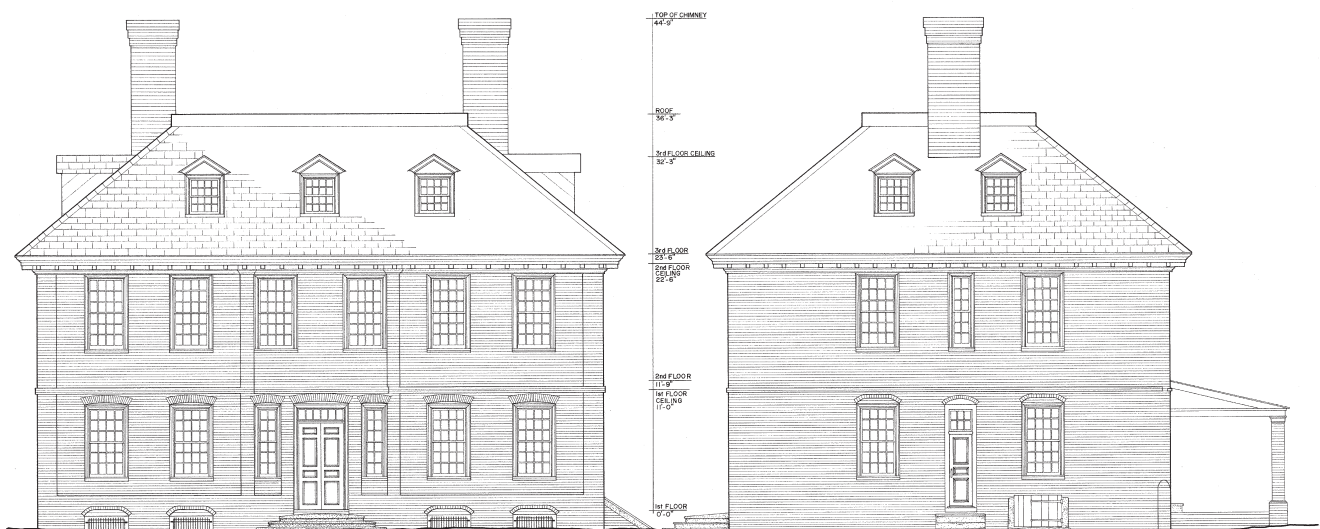 TOP OF CHIMNEY
44'-9"
ROOF
36'-3"
3rd FLOOR CEILING
32'-3"
3rd FLOOR
23'-6"
2nd FLOOR
CEILING
22'-6"
2nd FLOOR
11'-9"
1st FLOOR
CEILING
11'-0"
1st FLOOR
0'-0"